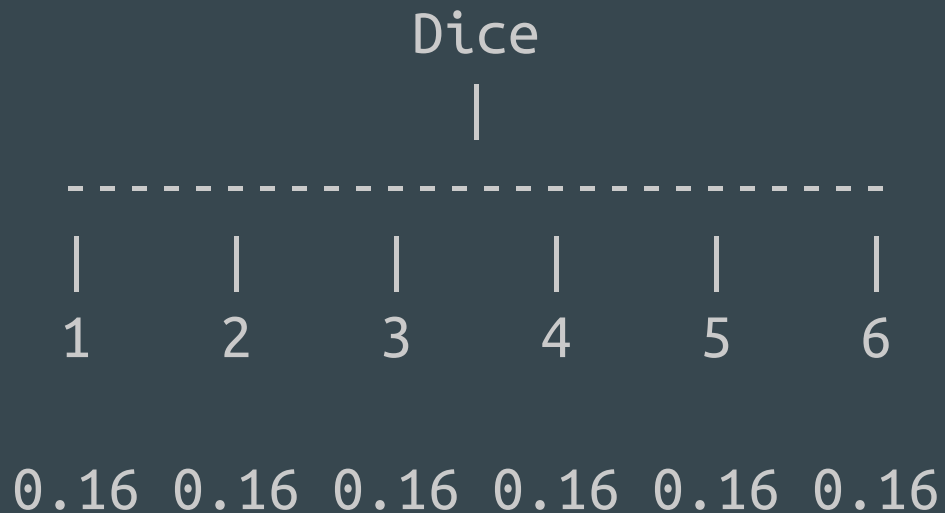 Dice
|
- - - - - - - - - - - - - - - - - - - - - - - - - -
| | | | | |
1 2 3 4 5 6
0.16 0.16 0.16 0.16 0.16 0.16